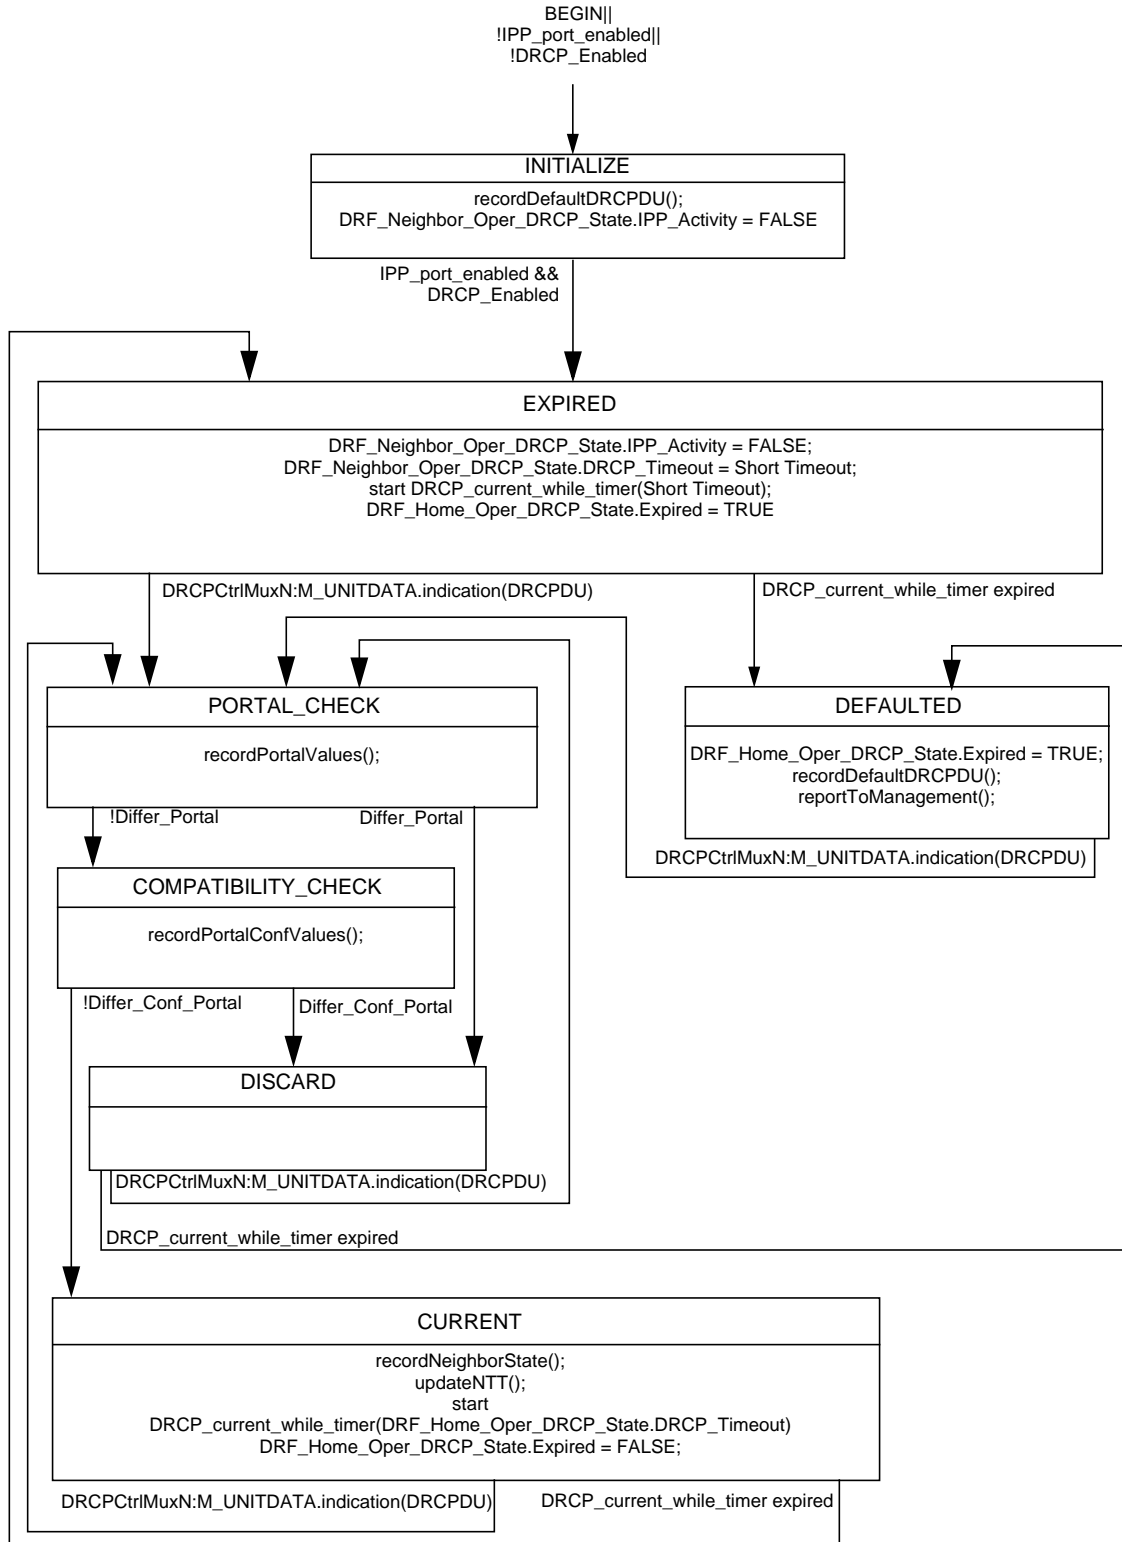 BEGIN||
!IPP_port_enabled||
!DRCP_Enabled
INITIALIZE
recordDefaultDRCPDU();
DRF_Neighbor_Oper_DRCP_State.IPP_Activity = FALSE
IPP_port_enabled &&
DRCP_Enabled
EXPIRED
DRF_Neighbor_Oper_DRCP_State.IPP_Activity = FALSE;
DRF_Neighbor_Oper_DRCP_State.DRCP_Timeout = Short Timeout;
start DRCP_current_while_timer(Short Timeout);
DRF_Home_Oper_DRCP_State.Expired = TRUE
DRCPCtrlMuxN:M_UNITDATA.indication(DRCPDU)
DRCP_current_while_timer expired
PORTAL_CHECK
recordPortalValues();
DEFAULTED
DRF_Home_Oper_DRCP_State.Expired = TRUE;
recordDefaultDRCPDU();
reportToManagement();
!Differ_Portal
Differ_Portal
DRCPCtrlMuxN:M_UNITDATA.indication(DRCPDU)
COMPATIBILITY_CHECK
recordPortalConfValues();
!Differ_Conf_Portal
Differ_Conf_Portal
DISCARD
DRCPCtrlMuxN:M_UNITDATA.indication(DRCPDU)
DRCP_current_while_timer expired
CURRENT
recordNeighborState();
updateNTT();
start
DRCP_current_while_timer(DRF_Home_Oper_DRCP_State.DRCP_Timeout)
DRF_Home_Oper_DRCP_State.Expired = FALSE;
DRCPCtrlMuxN:M_UNITDATA.indication(DRCPDU)
DRCP_current_while_timer expired